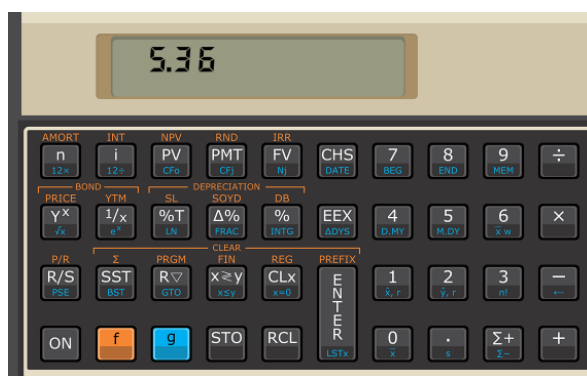 5.36
AMORT INT NPV RND IRR
n i PV PMT FV CHS 7 8 9 ÷
12× 12÷ CFo CFj Nj DATE BEG END MEM
BOND DEPRECIATION
PRICE YTM SL SOYD DB
Yˣ 1/x %T Δ% % EEX 4 5 6 ×
√x eˣ LN FRAC INTG ΔDYS D.MY M.DY x̄ w
CLEAR
P/R Σ PRGM FIN REG PREFIX
R/S SST R▽ x≷y CLx ENTER 1 2 3 −
PSE BST GTO x≤y x=0 x̂, r ŷ, r n! ←
ON f g STO RCL 0 . Σ+ +
LSTx x̄ s Σ−